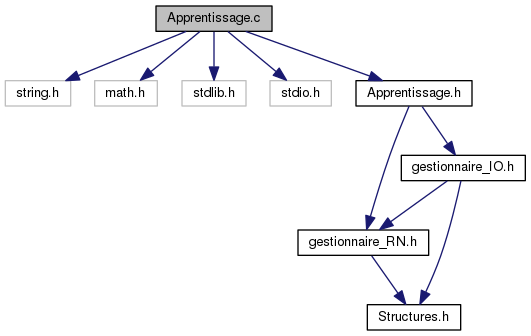 Apprentissage.c
string.h
math.h
stdlib.h
stdio.h
Apprentissage.h
gestionnaire_IO.h
gestionnaire_RN.h
Structures.h